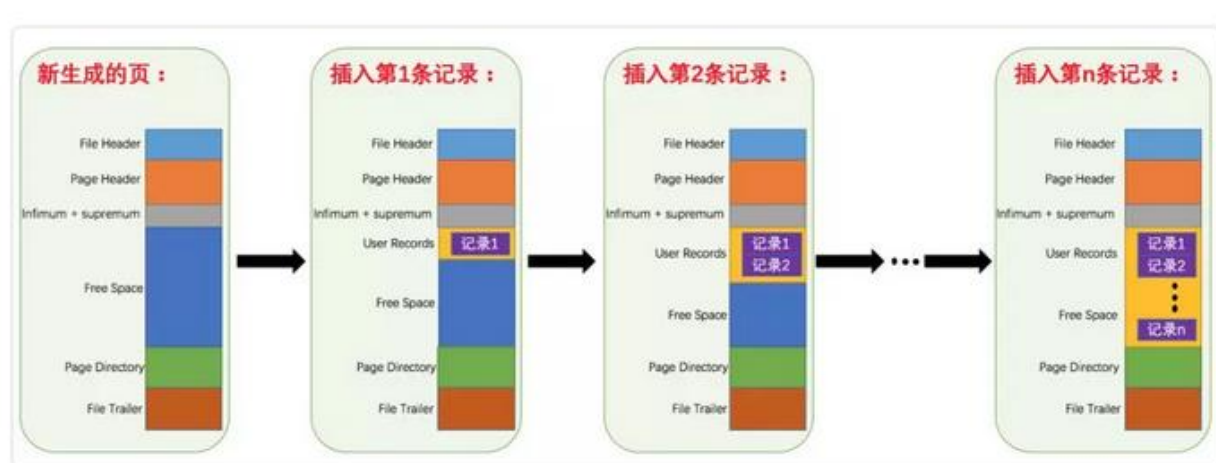 新生成的页：
File Header
Page Header
Infimum + supremum
Free Space
Page Directory
File Trailer
插入第1条记录：
File Header
Page Header
Infimum + supremum
User Records
记录1
Free Space
Page Directory
File Trailer
插入第2条记录：
File Header
Page Header
Infimum + supremum
User Records
记录1
记录2
Free Space
Page Directory
File Trailer
插入第n条记录：
File Header
Page Header
Infimum + supremum
User Records
记录1
记录2
Free Space
记录n
Page Directory
File Trailer